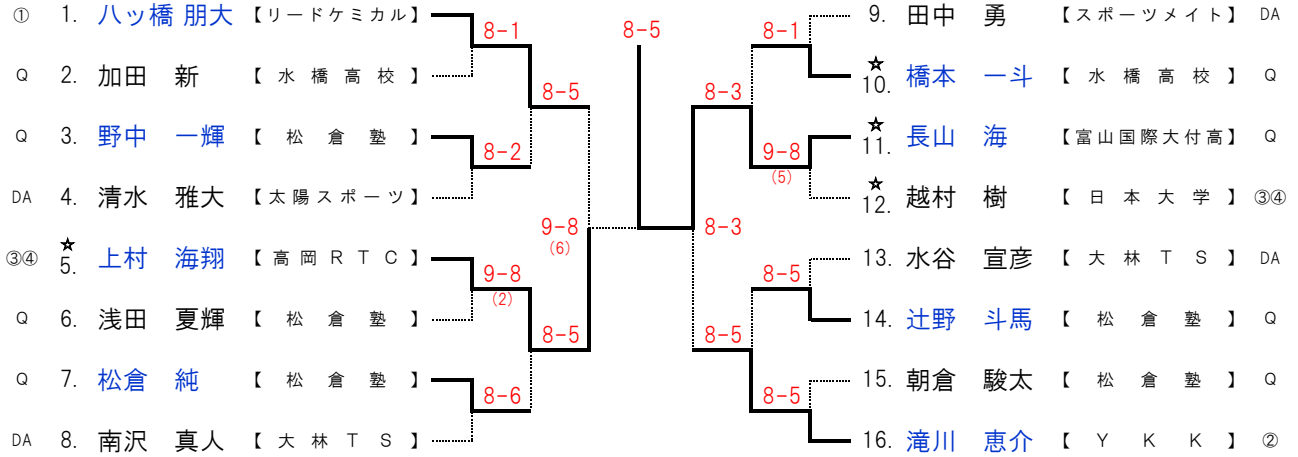 ① 1. 八ッ橋 朋大 【リードケミカル】 8-1 8-5 8-1 9. 田中 勇 【スポーツメイト】 DA
Q 2. 加田 新 【 水 橋 高 校 】 8-5 8-3 ☆ 10. 橋本 一斗 【 水 橋 高 校 】 Q
Q 3. 野中 一輝 【 松 倉 塾 】 8-2 9-8 (5) ☆ 11. 長山 海 【富山国際大付高】 Q
DA 4. 清水 雅大 【太陽スポーツ】 ☆ 12. 越村 樹 【 日 本 大 学 】 ③④
9-8 (6) 8-3
③④ ☆ 5. 上村 海翔 【高岡RTC】 9-8 (2) 8-5 13. 水谷 宣彦 【 大 林 T S 】 DA
Q 6. 浅田 夏輝 【 松 倉 塾 】 8-5 8-5 14. 辻野 斗馬 【 松 倉 塾 】 Q
Q 7. 松倉 純 【 松 倉 塾 】 8-6 8-5 15. 朝倉 駿太 【 松 倉 塾 】 Q
DA 8. 南沢 真人 【 大 林 T S 】 16. 滝川 恵介 【 Y K K 】 ②